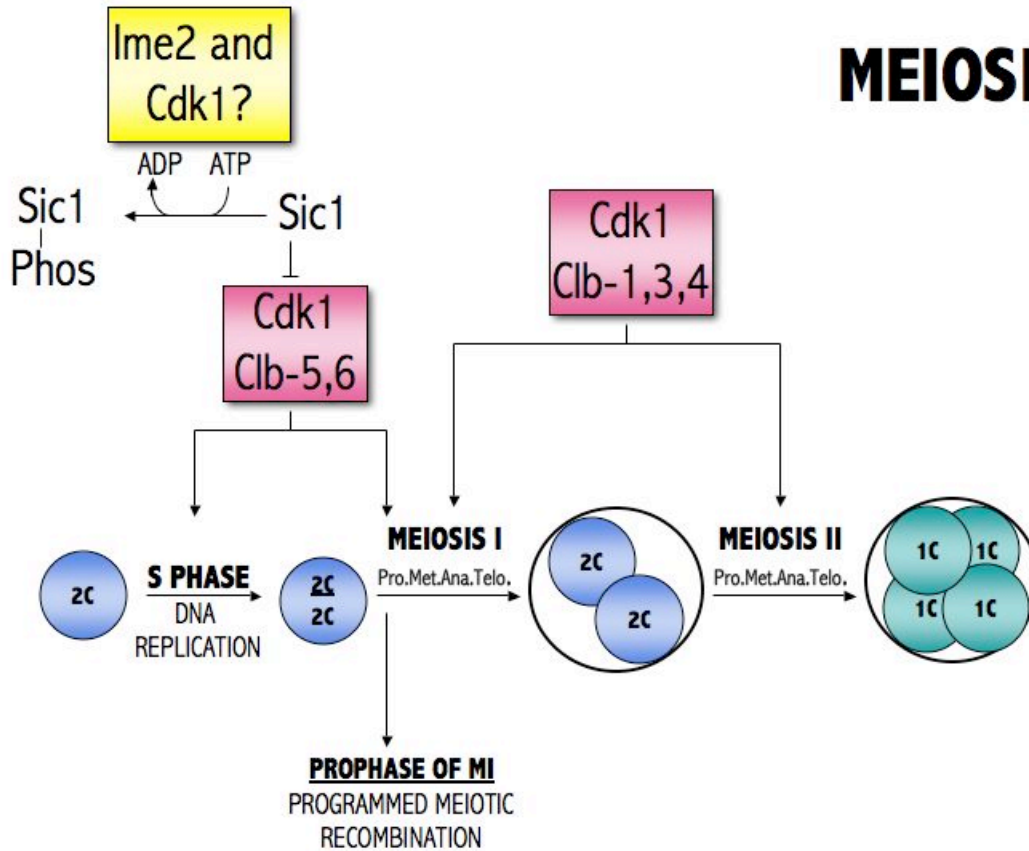 Ime2 and
Cdk1?
MEIOSI
ADP ATP
Sic1
Phos
Sic1
Cdk1
Clb-1,3,4
Cdk1
Clb-5,6
2C
S PHASE
DNA
REPLICATION
2C
2C
MEIOSIS I
Pro.Met.Ana.Telo.
2C
2C
MEIOSIS II
Pro.Met.Ana.Telo.
1C
1C
1C
1C
PROPHASE OF MI
PROGRAMMED MEIOTIC
RECOMBINATION